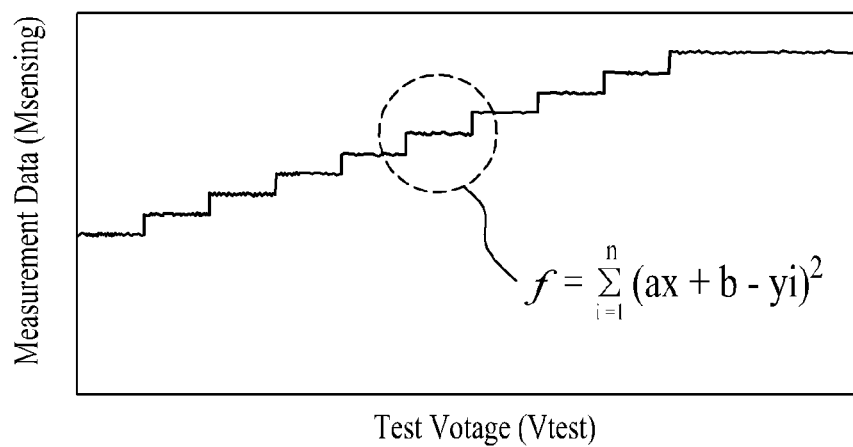 Measurement Data (Msensing)
f = n∑i=1 (ax + b - yi)²
Test Votage (Vtest)